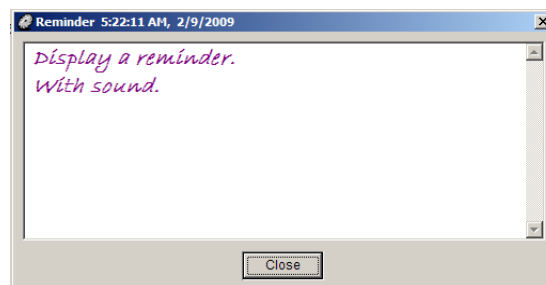 Reminder 5:22:11 AM, 2/9/2009
Display a reminder.
With sound.
Close